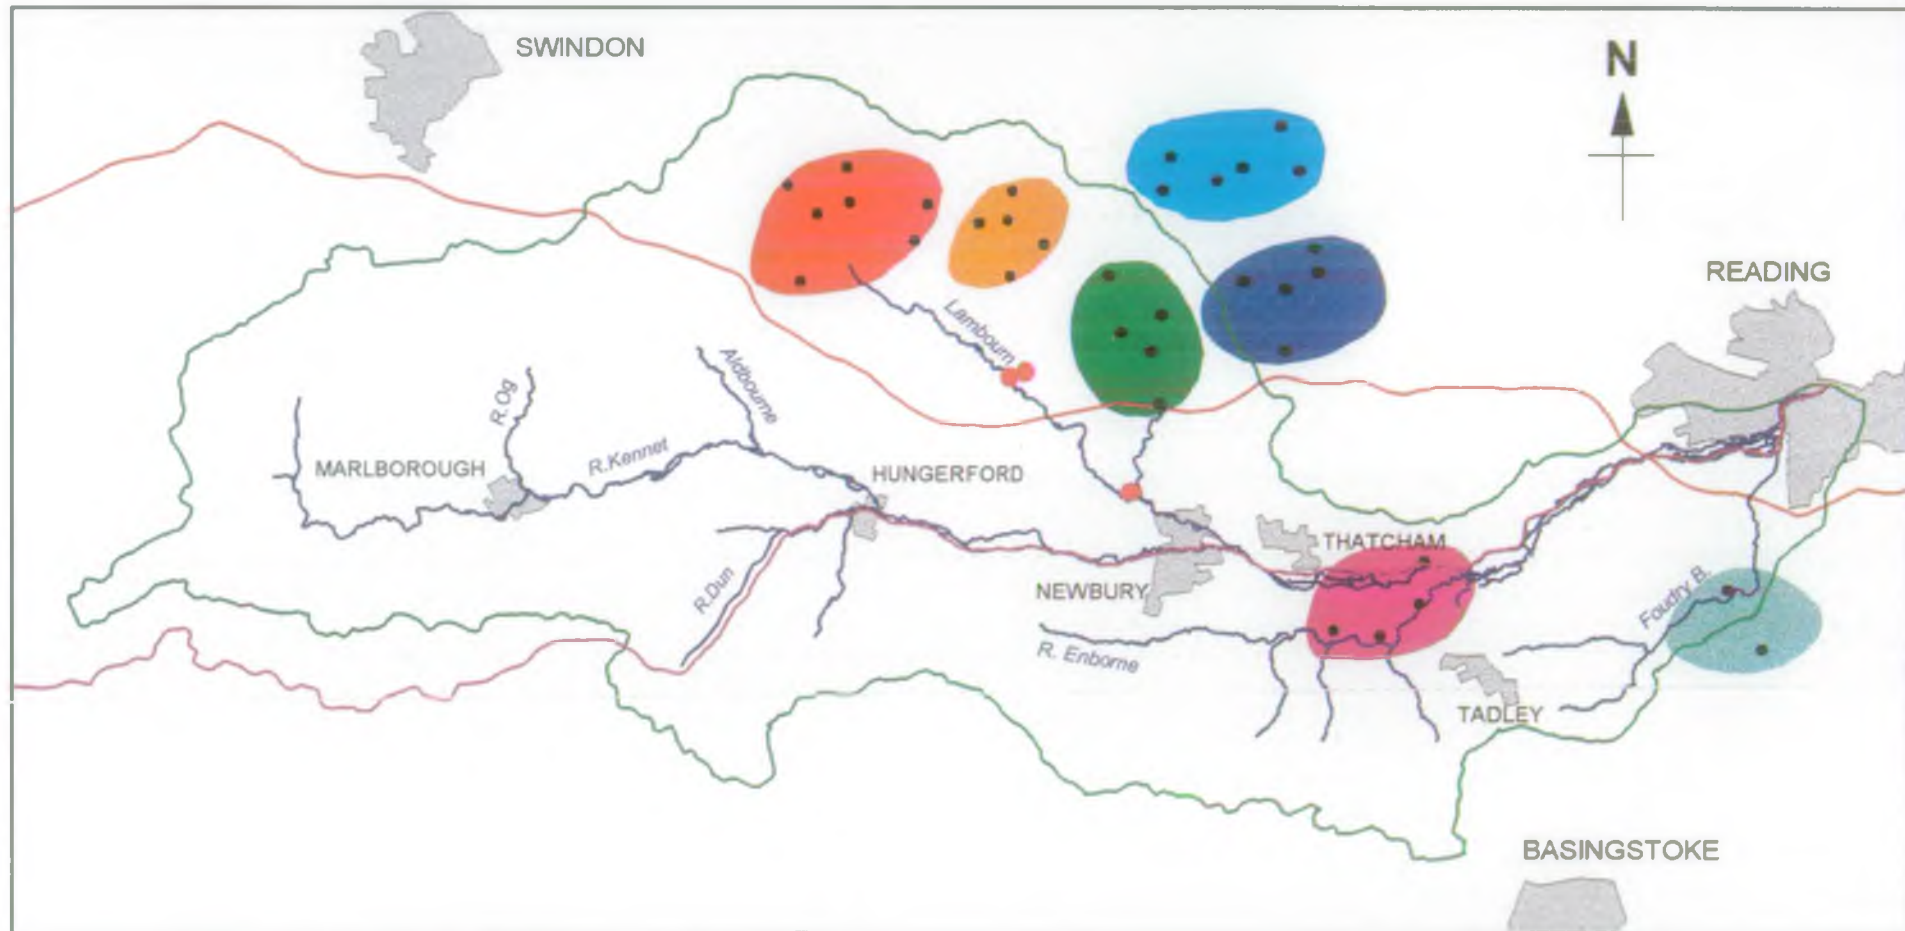 SWINDON
N
READING
Lambourn
Aldbourne
R.Og
MARLBOROUGH
R.Kennet
HUNGERFORD
THATCHAM
R.Dun
NEWBURY
Foudry B.
R. Enborne
TADLEY
BASINGSTOKE